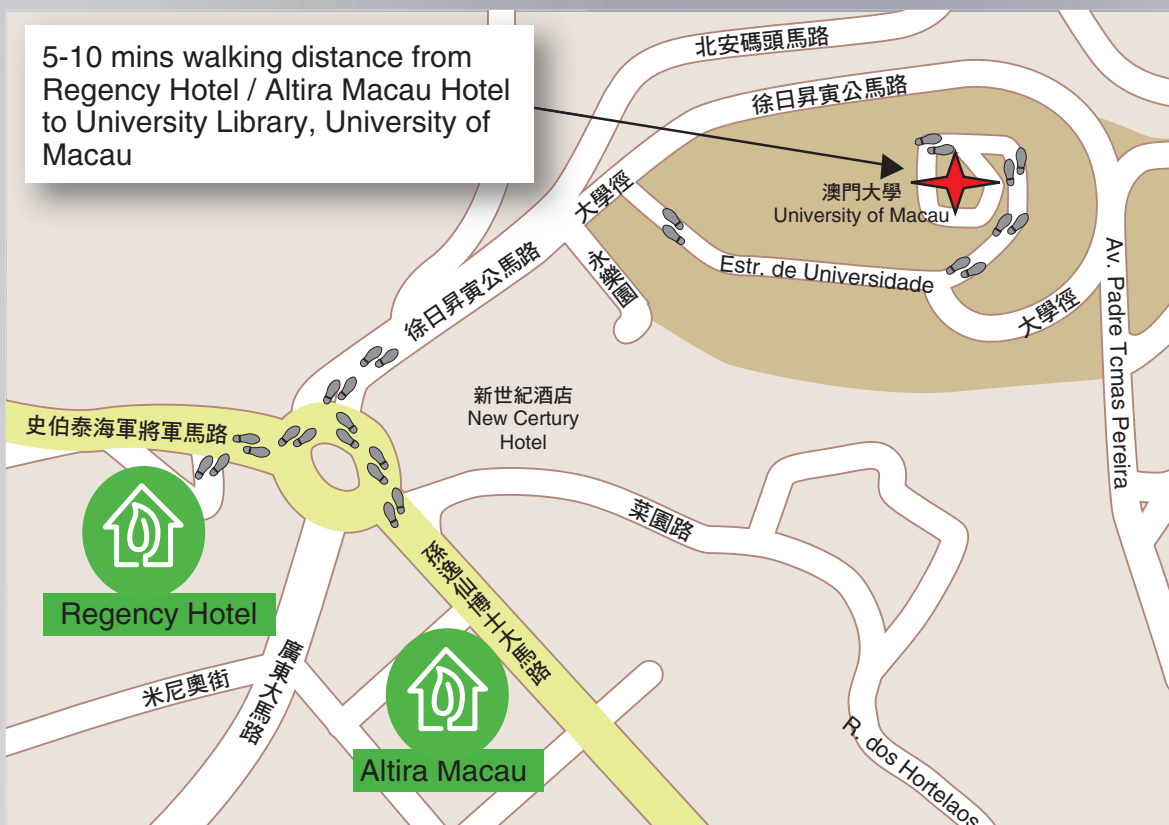 5-10 mins walking distance from
Regency Hotel / Altira Macau Hotel
to University Library, University of
Macau
北安碼頭馬路
徐日昇寅公馬路
大學徑
澳門大學
University of Macau
Estr. de Universidade
永樂園
徐日昇寅公馬路
大學徑
Av. Padre Tcmas Pereira
新世紀酒店
New Certury
Hotel
史伯泰海軍將軍馬路
菜園路
孫逸仙博士大馬路
Regency Hotel
廣東大馬路
米尼奧街
Altira Macau
R. dos Hortelaos